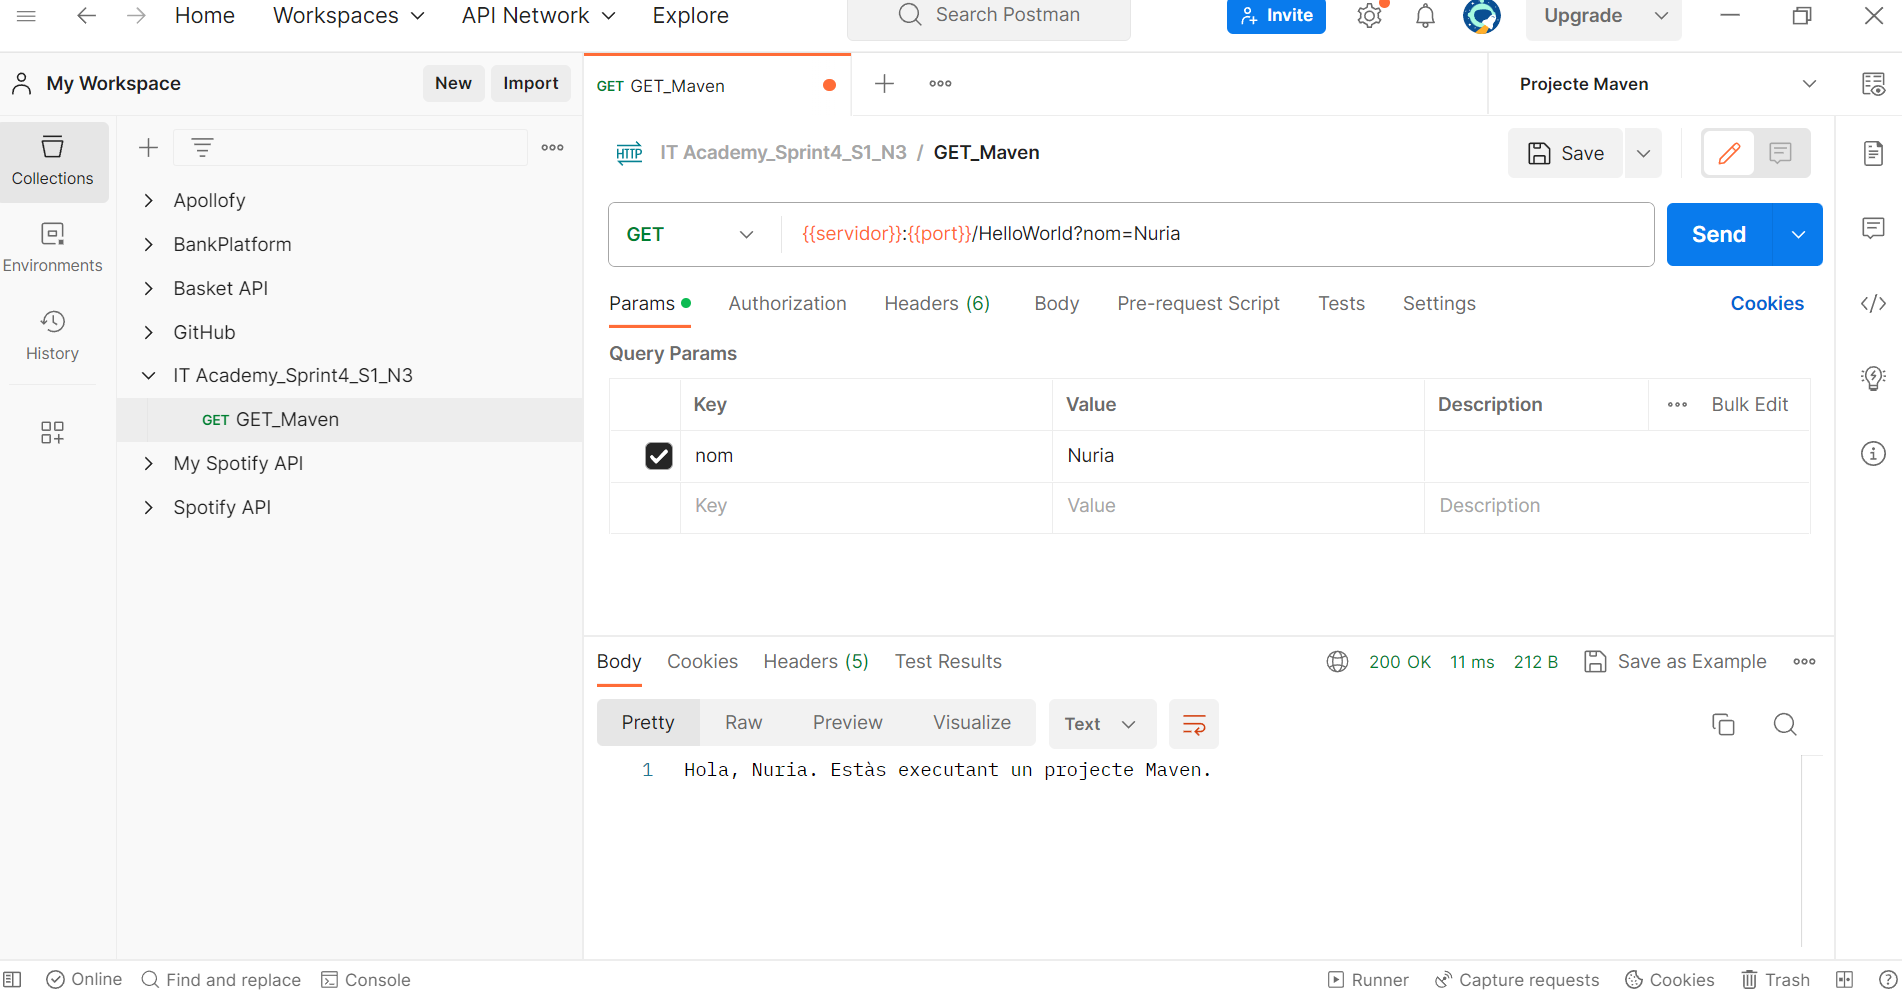 Home Workspaces API Network Explore Search Postman Invite Upgrade
My Workspace New Import
GET GET_Maven
Projecte Maven
Collections
Environments
History
Apollofy
BankPlatform
Basket API
GitHub
IT Academy_Sprint4_S1_N3
GET GET_Maven
My Spotify API
Spotify API
HTTP IT Academy_Sprint4_S1_N3 / GET_Maven Save
GET {{servidor}}:{{port}}/HelloWorld?nom=Nuria Send
Params Authorization Headers (6) Body Pre-request Script Tests Settings Cookies
Query Params
Key Value Description Bulk Edit
nom Nuria
Key Value Description
Body Cookies Headers (5) Test Results 200 OK 11 ms 212 B Save as Example
Pretty Raw Preview Visualize Text
1 Hola, Nuria. Estàs executant un projecte Maven.
Online Find and replace Console Runner Capture requests Cookies Trash